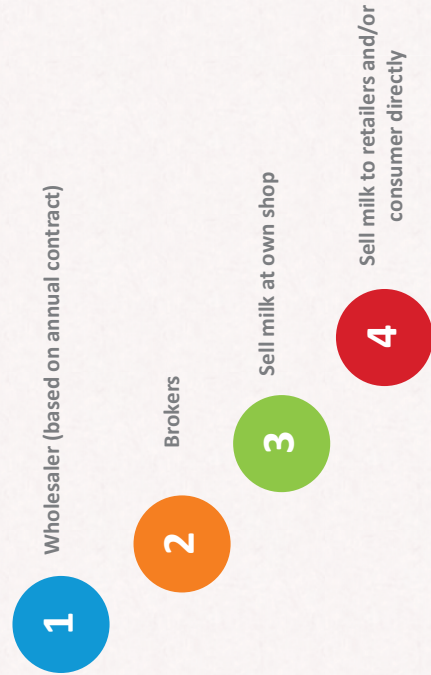 1
Wholesaler (based on annual contract)
2
Brokers
3
Sell milk at own shop
4
Sell milk to retailers and/or
consumer directly